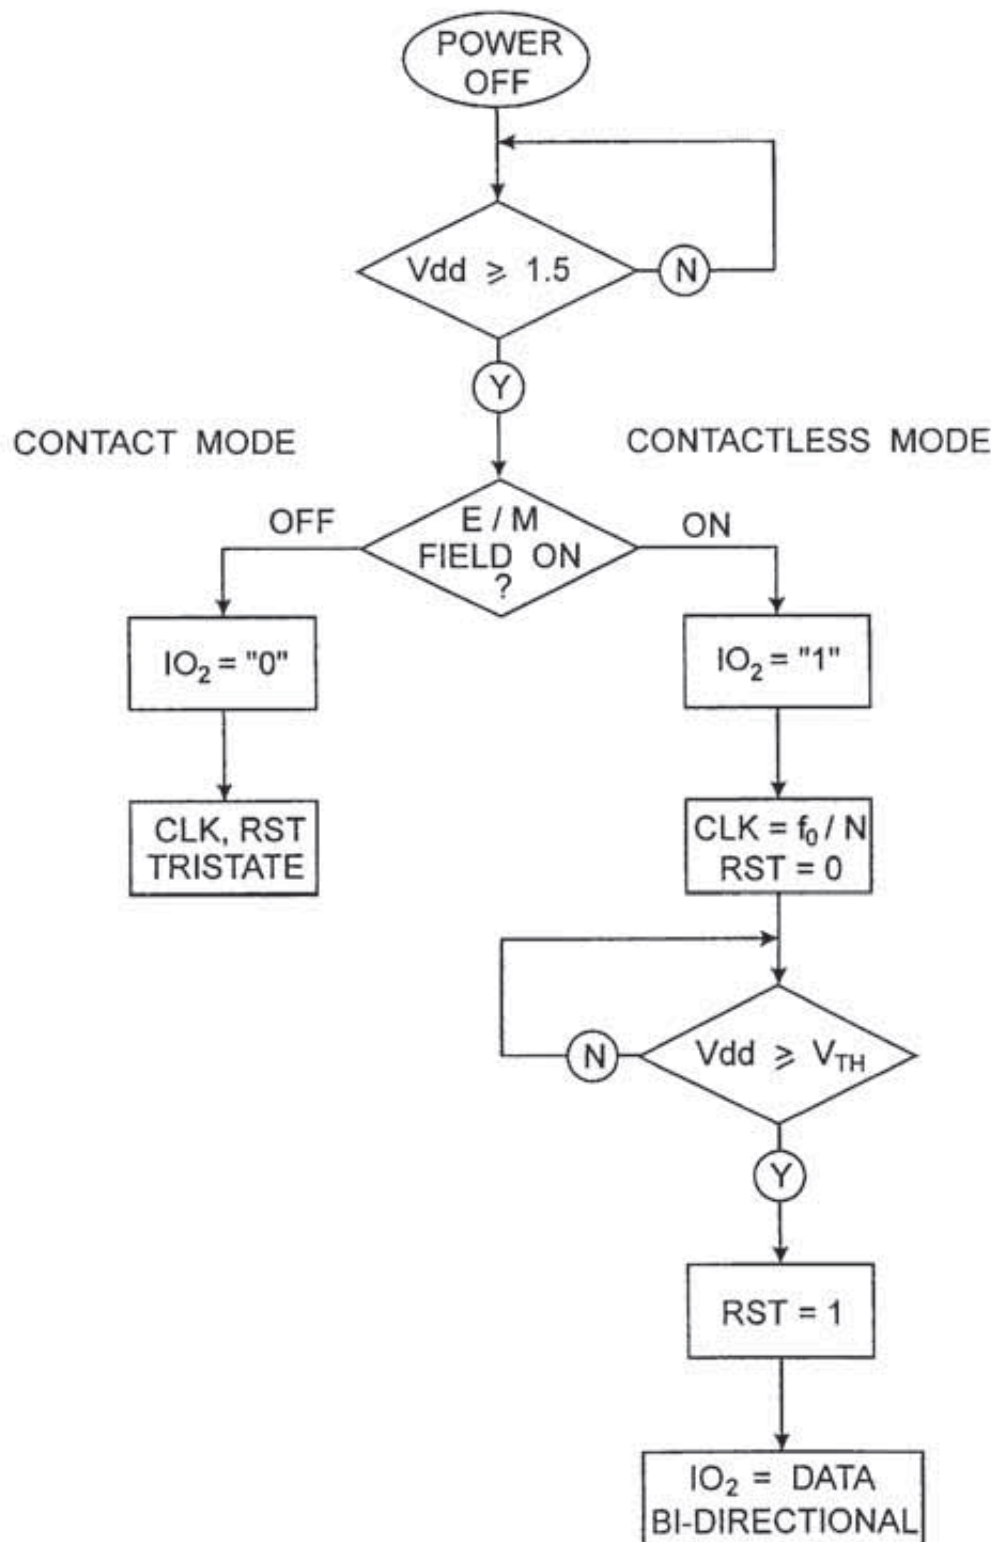 POWER
OFF
Vdd ⩾ 1.5
N
Y
CONTACT MODE
CONTACTLESS MODE
OFF
E / M
FIELD ON
?
ON
IO₂ = "0"
IO₂ = "1"
CLK, RST
TRISTATE
CLK = f₀ / N
RST = 0
N
Vdd ⩾ V_TH
Y
RST = 1
IO₂ = DATA
BI-DIRECTIONAL